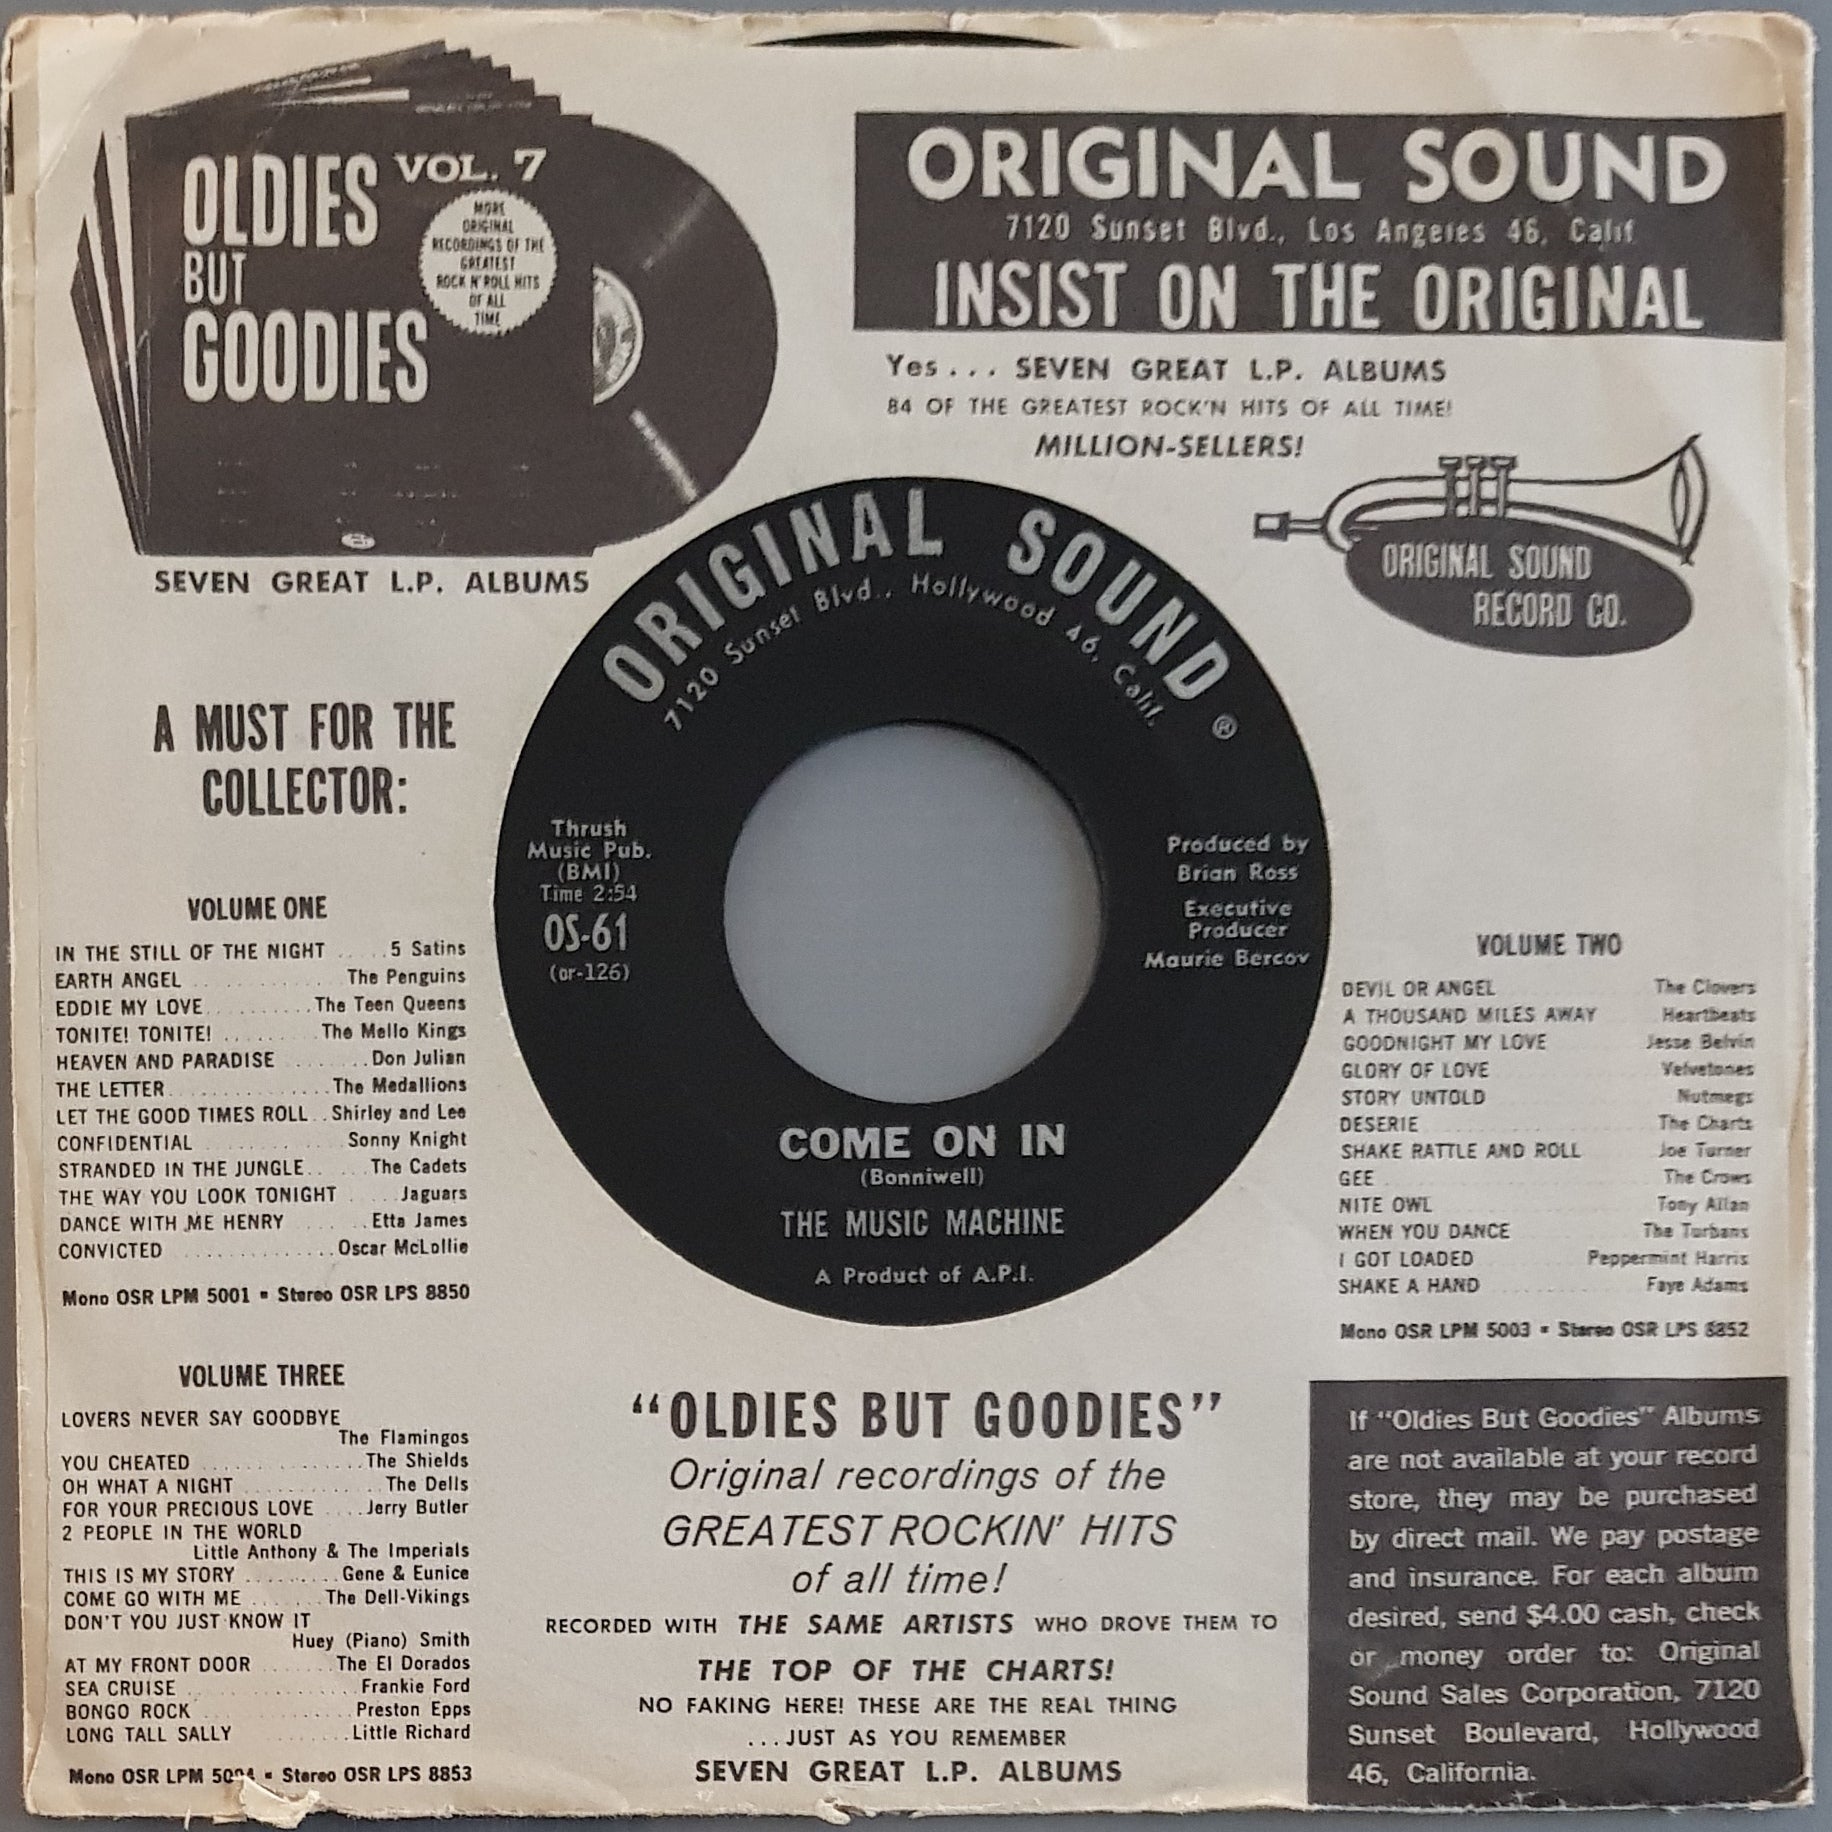 OLDIES VOL. 7
BUT
GOODIES
MORE
ORIGINAL
RECORDINGS OF THE
GREATEST
ROCK N' ROLL HITS
OF ALL
TIME
SEVEN GREAT L.P. ALBUMS
ORIGINAL SOUND
7120 Sunset Blvd., Los Angeles 46, Calif
INSIST ON THE ORIGINAL
Yes... SEVEN GREAT L.P. ALBUMS
84 OF THE GREATEST ROCK'N HITS OF ALL TIME!
MILLION-SELLERS!
ORIGINAL SOUND
RECORD CO.
A MUST FOR THE
COLLECTOR:
VOLUME ONE
IN THE STILL OF THE NIGHT .....5 Satins
EARTH ANGEL ............. The Penguins
EDDIE MY LOVE..........The Teen Queens
TONITE! TONITE! .........The Mello Kings
HEAVEN AND PARADISE ........Don Julian
THE LETTER................The Medallions
LET THE GOOD TIMES ROLL..Shirley and Lee
CONFIDENTIAL ............. Sonny Knight
STRANDED IN THE JUNGLE.. ...The Cadets
THE WAY YOU LOOK TONIGHT .....Jaguars
DANCE WITH ME HENRY ........Etta James
CONVICTED ...............Oscar McLollie
Mono OSR LPM 5001 ▪ Stereo OSR LPS 8850
VOLUME THREE
LOVERS NEVER SAY GOODBYE
The Flamingos
YOU CHEATED ................The Shields
OH WHAT A NIGHT ............. The Dells
FOR YOUR PRECIOUS LOVE ....Jerry Butler
2 PEOPLE IN THE WORLD
Little Anthony & The Imperials
THIS IS MY STORY .........Gene & Eunice
COME GO WITH ME .......The Dell-Vikings
DON'T YOU JUST KNOW IT
Huey (Piano) Smith
AT MY FRONT DOOR .......The El Dorados
SEA CRUISE ................Frankie Ford
BONGO ROCK ............. Preston Epps
LONG TALL SALLY .........Little Richard
Mono OSR LPM ▪ Stereo OSR LPS 8853
ORIGINAL SOUND ®
7120 Sunset Blvd., Hollywood 46, Calif.
Thrush
Music Pub.
(BMI)
Time 2:54
OS-61
(or-126)
Produced by
Brian Ross
Executive
Producer
Maurie Bercov
COME ON IN
(Bonniwell)
THE MUSIC MACHINE
A Product of A.P.I.
VOLUME TWO
DEVIL OR ANGEL The Clovers
A THOUSAND MILES AWAY Heartbeats
GOODNIGHT MY LOVE Jesse Belvin
GLORY OF LOVE Velvetones
STORY UNTOLD Nutmegs
DESERIE The Charts
SHAKE RATTLE AND ROLL Joe Turner
GEE The Crows
NITE OWL Tony Allan
WHEN YOU DANCE The Turbans
I GOT LOADED Peppermint Harris
SHAKE A HAND Faye Adams
Mono OSR LPM 5003 ▪ Stereo OSR LPS 8852
"OLDIES BUT GOODIES"
Original recordings of the
GREATEST ROCKIN' HITS
of all time!
RECORDED WITH THE SAME ARTISTS WHO DROVE THEM TO
THE TOP OF THE CHARTS!
NO FAKING HERE! THESE ARE THE REAL THING
...JUST AS YOU REMEMBER
SEVEN GREAT L.P. ALBUMS
If "Oldies But Goodies" Albums
are not available at your record
store, they may be purchased
by direct mail. We pay postage
and insurance. For each album
desired, send $4.00 cash, check
or money order to: Original
Sound Sales Corporation, 7120
Sunset Boulevard, Hollywood
46, California.